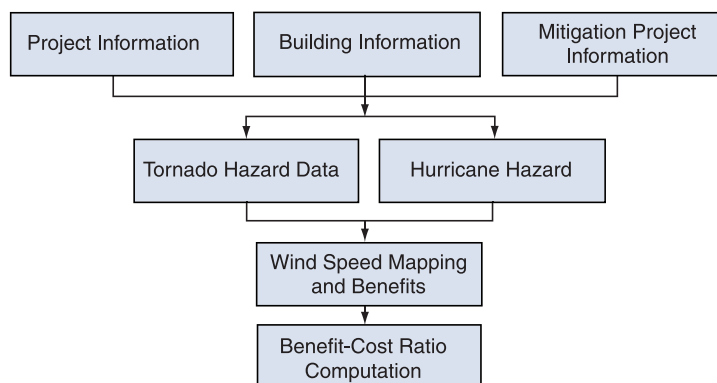 Project Information
Building Information
Mitigation Project
Information
Tornado Hazard Data
Hurricane Hazard
Wind Speed Mapping
and Benefits
Benefit-Cost Ratio
Computation